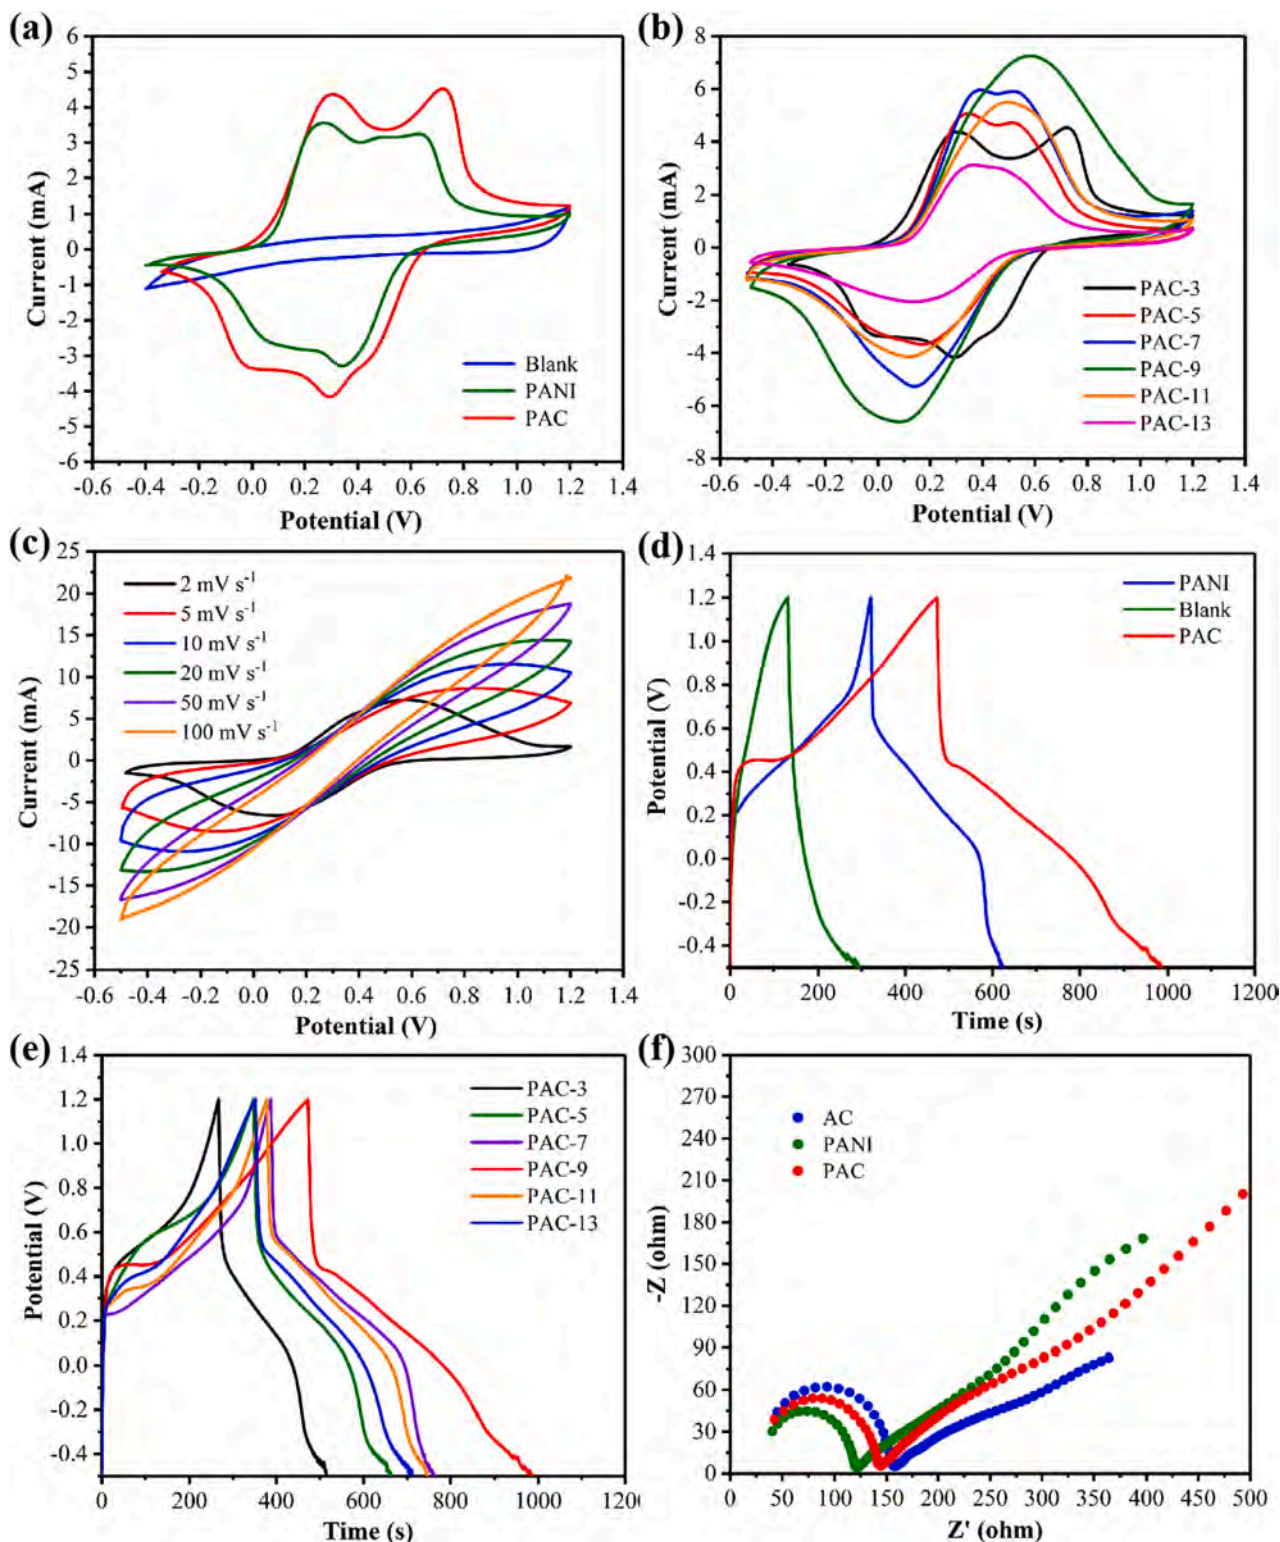 (a)
6
5
4
3
2
1
0
-1
-2
-3
-4
-5
-6
Current (mA)
-0.6 -0.4 -0.2 0.0 0.2 0.4 0.6 0.8 1.0 1.2 1.4
Potential (V)
Blank
PANI
PAC
(b)
8
6
4
2
0
-2
-4
-6
-8
Current (mA)
-0.6 -0.2 0.2 0.6 1.0 1.4
Potential (V)
PAC-3
PAC-5
PAC-7
PAC-9
PAC-11
PAC-13
(c)
25
20
15
10
5
0
-5
-10
-15
-20
-25
Current (mA)
-0.6 -0.4 -0.2 0.0 0.2 0.4 0.6 0.8 1.0 1.2 1.4
Potential (V)
2 mV s-1
5 mV s-1
10 mV s-1
20 mV s-1
50 mV s-1
100 mV s-1
(d)
1.4
1.2
1.0
0.8
0.6
0.4
0.2
0.0
-0.2
-0.4
Potential (V)
0 200 400 600 800 1000 1200
Time (s)
PANI
Blank
PAC
(e)
1.4
1.2
1.0
0.8
0.6
0.4
0.2
0.0
-0.2
-0.4
Potential (V)
0 200 400 600 800 1000
Time (s)
PAC-3
PAC-5
PAC-7
PAC-9
PAC-11
PAC-13
(f)
300
270
240
210
180
150
120
90
60
30
0
-Z (ohm)
0 50 100 150 200 250 300 350 400 450 500
Z' (ohm)
AC
PANI
PAC